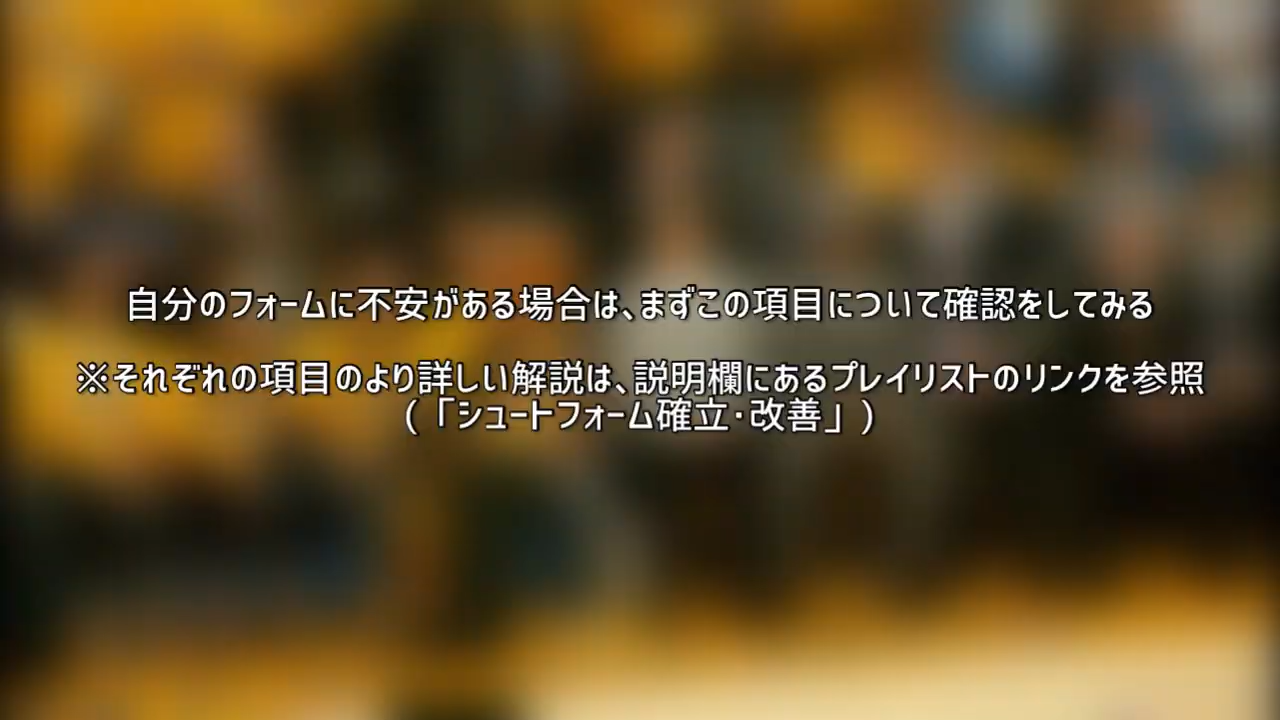 自分のフォームに不安がある場合は、まずこの項目について確認をしてみる
※それぞれの項目のより詳しい解説は、説明欄にあるプレイリストのリンクを参照
(「シュートフォーム確立・改善」)